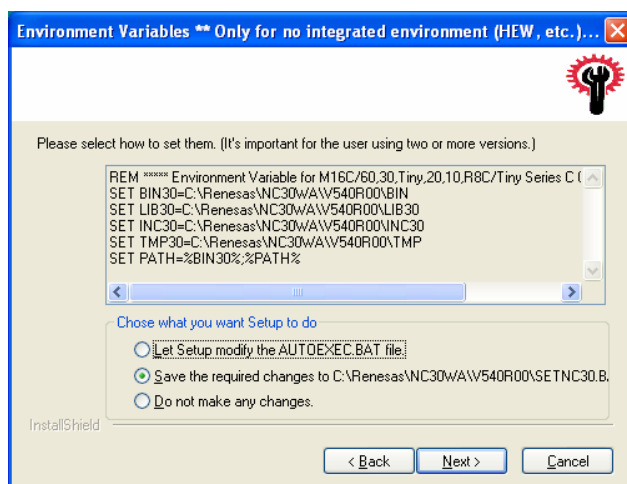 Environment Variables ** Only for no integrated environment (HEW, etc.)...
Please select how to set them. (It's important for the user using two or more versions.)
REM ***** Environment Variable for M16C/60,30,Tiny,20,10,R8C/Tiny Series C (
SET BIN30=C:\Renesas\NC30WA\V540R00\BIN
SET LIB30=C:\Renesas\NC30WA\V540R00\LIB30
SET INC30=C:\Renesas\NC30WA\V540R00\INC30
SET TMP30=C:\Renesas\NC30WA\V540R00\TMP
SET PATH=%BIN30%;%PATH%
Chose what you want Setup to do
Let Setup modify the AUTOEXEC.BAT file.
Save the required changes to C:\Renesas\NC30WA\V540R00\SETNC30.BA
Do not make any changes.
InstallShield
< Back Next > Cancel